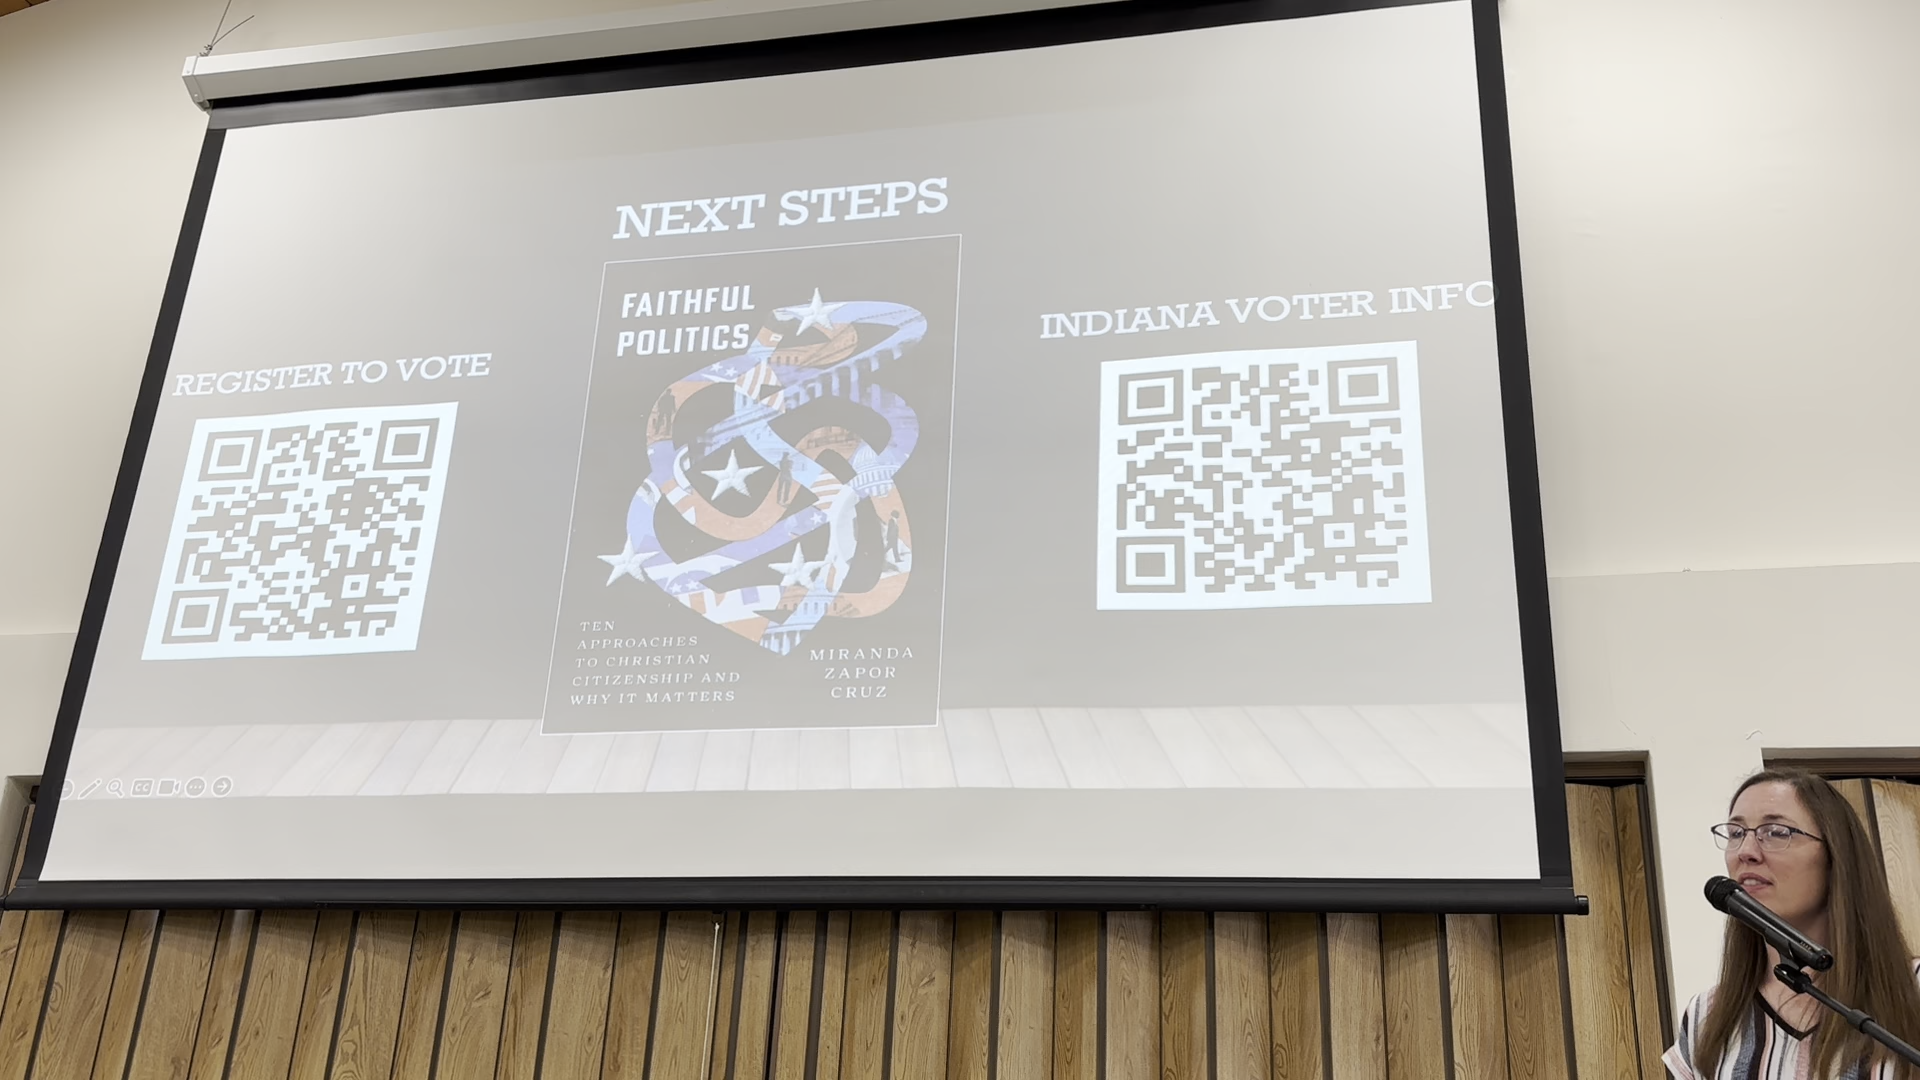 NEXT STEPS
REGISTER TO VOTE
FAITHFUL
POLITICS
TEN
APPROACHES
TO CHRISTIAN
CITIZENSHIP AND
WHY IT MATTERS
MIRANDA
ZAPOR
CRUZ
INDIANA VOTER INFO
CC